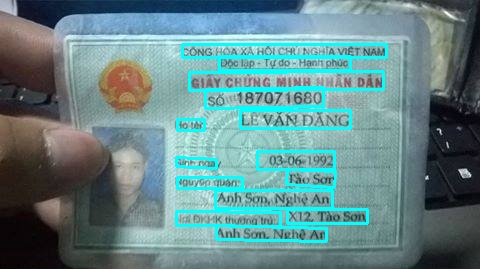 CỘNG HÒA XÃ HỘI CHỦ NGHĨA VIỆT NAM
Độc lập - Tự do - Hạnh phúc
GIẤY CHỨNG MINH NHÂN DÂN
SỐ 187071680
Họ tên: LÊ VĂN DĂNG
Sinh ngày 03-06-1992
Nguyên quán: Tào Sơn
Anh Sơn, Nghệ An
Nơi ĐKHK thường trú: X12, Tào Sơn
Anh Sơn, Nghệ An